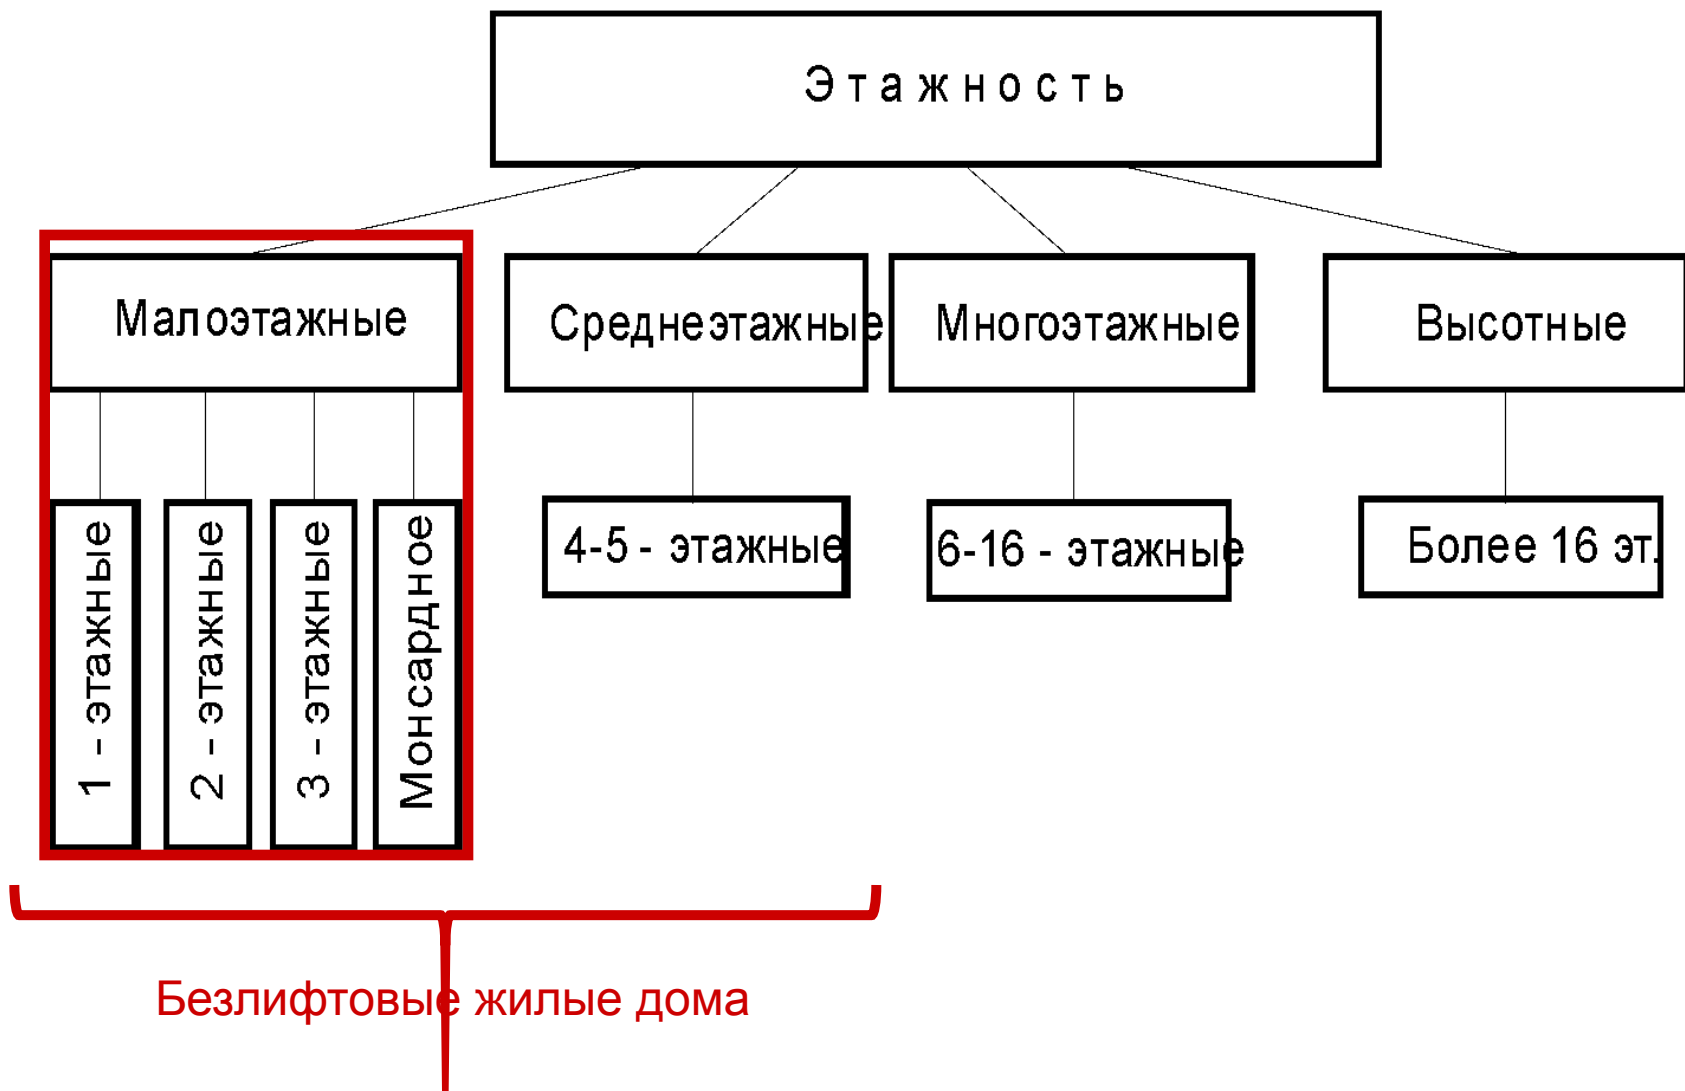 Этажность
Малоэтажные
Среднеэтажные
Многоэтажные
Высотные
1 - этажные
2 - этажные
3 - этажные
Монсардное
4-5 - этажные
6-16 - этажные
Более 16 эт.
Безлифтовые жилые дома